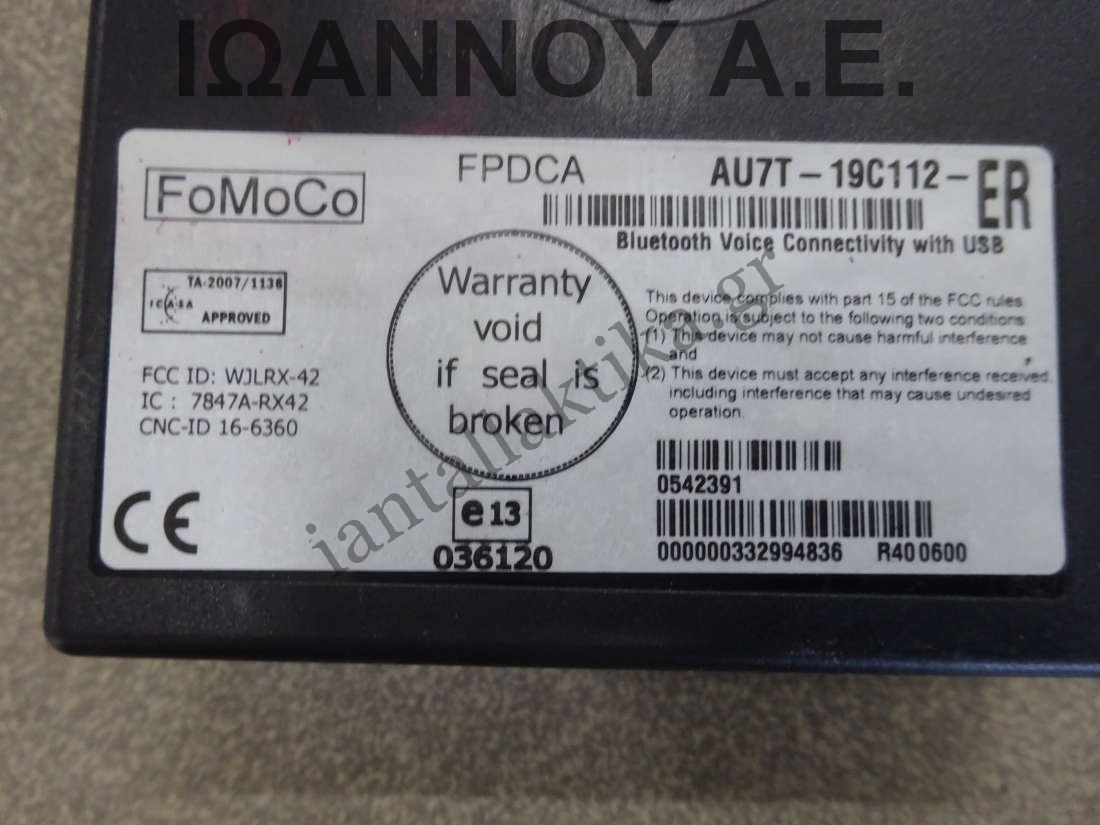 ΙΩΑΝΝΟΥ Α.Ε.
FoMoCo
FPDCA
AU7T-19C112-ER
Bluetooth Voice Connectivity with USB
TA-2007/1136
ICASA
APPROVED
FCC ID: WJLRX-42
IC : 7847A-RX42
CNC-ID 16-6360
Warranty
void
if seal is
broken
This device complies with part 15 of the FCC rules
Operation is subject to the following two conditions
(1) This device may not cause harmful interference
and
(2) This device must accept any interference received,
including interference that may cause undesired
operation.
0542391
CE
e13
036120
000000332994836 R400600
iantallaktika.gr